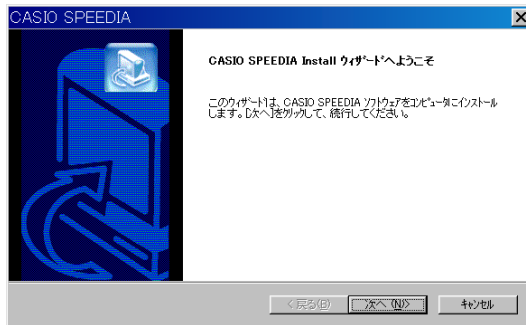 CASIO SPEEDIA
CASIO SPEEDIA Install ｳｨｻﾞｰﾄﾞへようこそ
このｳｨｻﾞｰﾄﾞは、CASIO SPEEDIA ｿﾌﾄｳｪｱをｺﾝﾋﾟｭｰﾀにインストール
します。[次へ]をｸﾘｯｸして、続行してください。
< 戻る(B)
次へ (N)>
ｷｬﾝｾﾙ